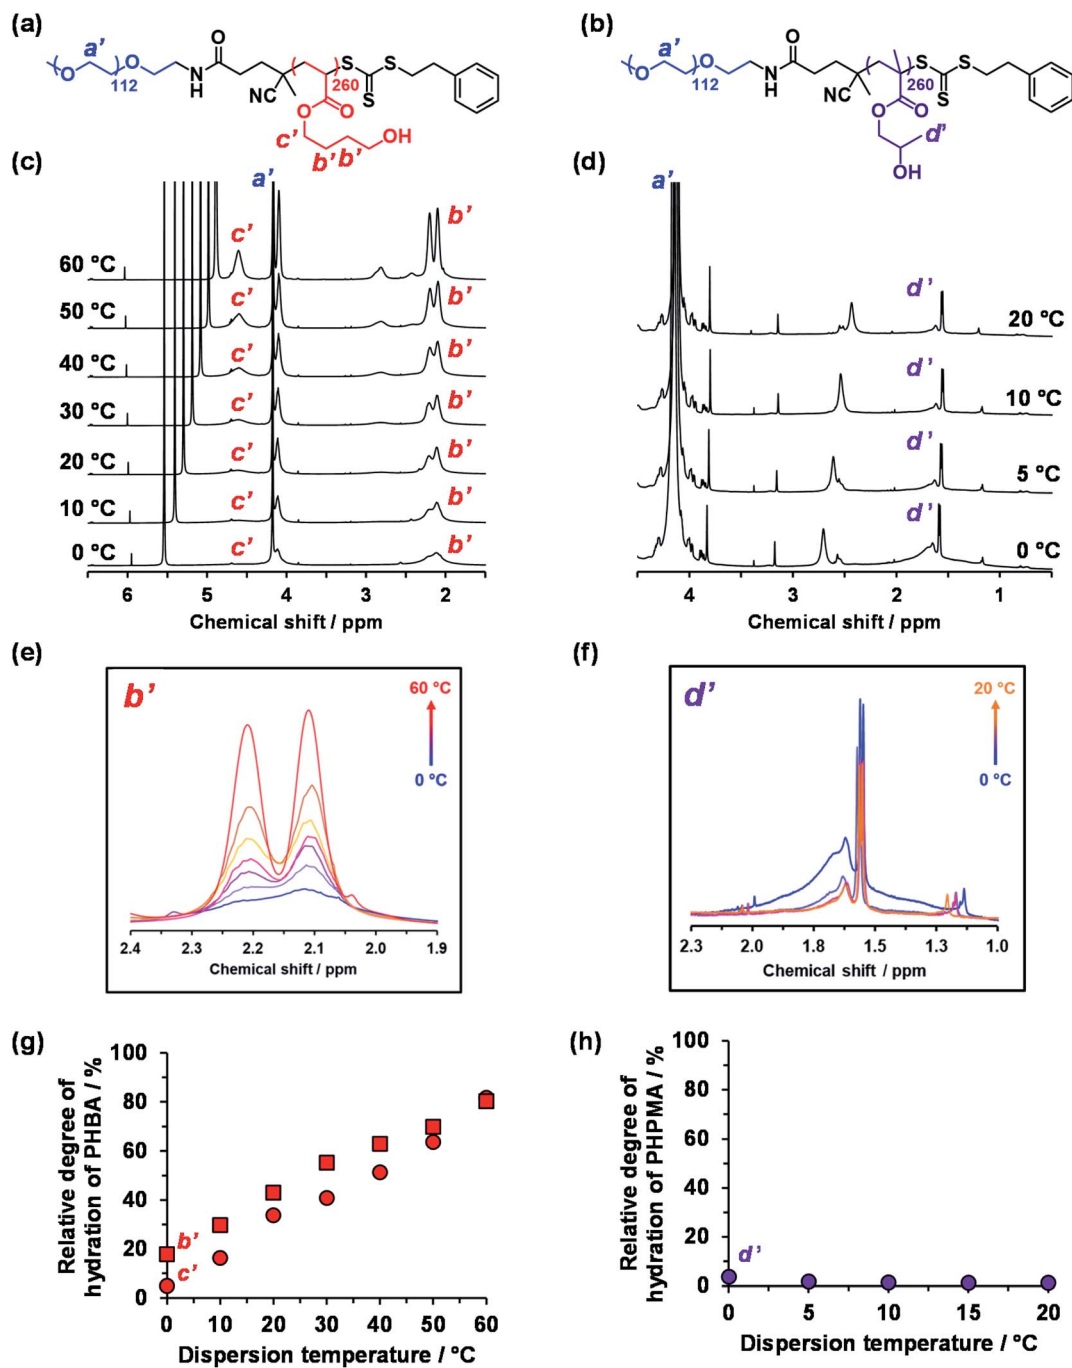 (a)
a'
O
O
112
O
N
H
O
CN
260
S
S
S
O
O
c'
b'
b'
OH
(b)
a'
O
O
112
O
N
H
O
CN
260
S
S
S
O
O
d'
OH
(c)
a'
b'
c'
60 °C
c'
b'
50 °C
c'
b'
40 °C
c'
b'
30 °C
c'
b'
20 °C
c'
b'
10 °C
c'
b'
0 °C
6 5 4 3 2
Chemical shift / ppm
(d)
a'
d'
20 °C
d'
10 °C
d'
5 °C
d'
0 °C
4 3 2 1
Chemical shift / ppm
(e)
b'
60 °C
0 °C
2.4 2.3 2.2 2.1 2.0 1.9
Chemical shift / ppm
(f)
d'
20 °C
0 °C
2.3 2.0 1.8 1.5 1.3 1.0
Chemical shift / ppm
(g)
Relative degree of
hydration of PHBA / %
100
80
60
40
20
0
b'
c'
0 10 20 30 40 50 60
Dispersion temperature / °C
(h)
Relative degree of
hydration of PHPMA / %
100
80
60
40
20
0
d'
0 5 10 15 20
Dispersion temperature / °C